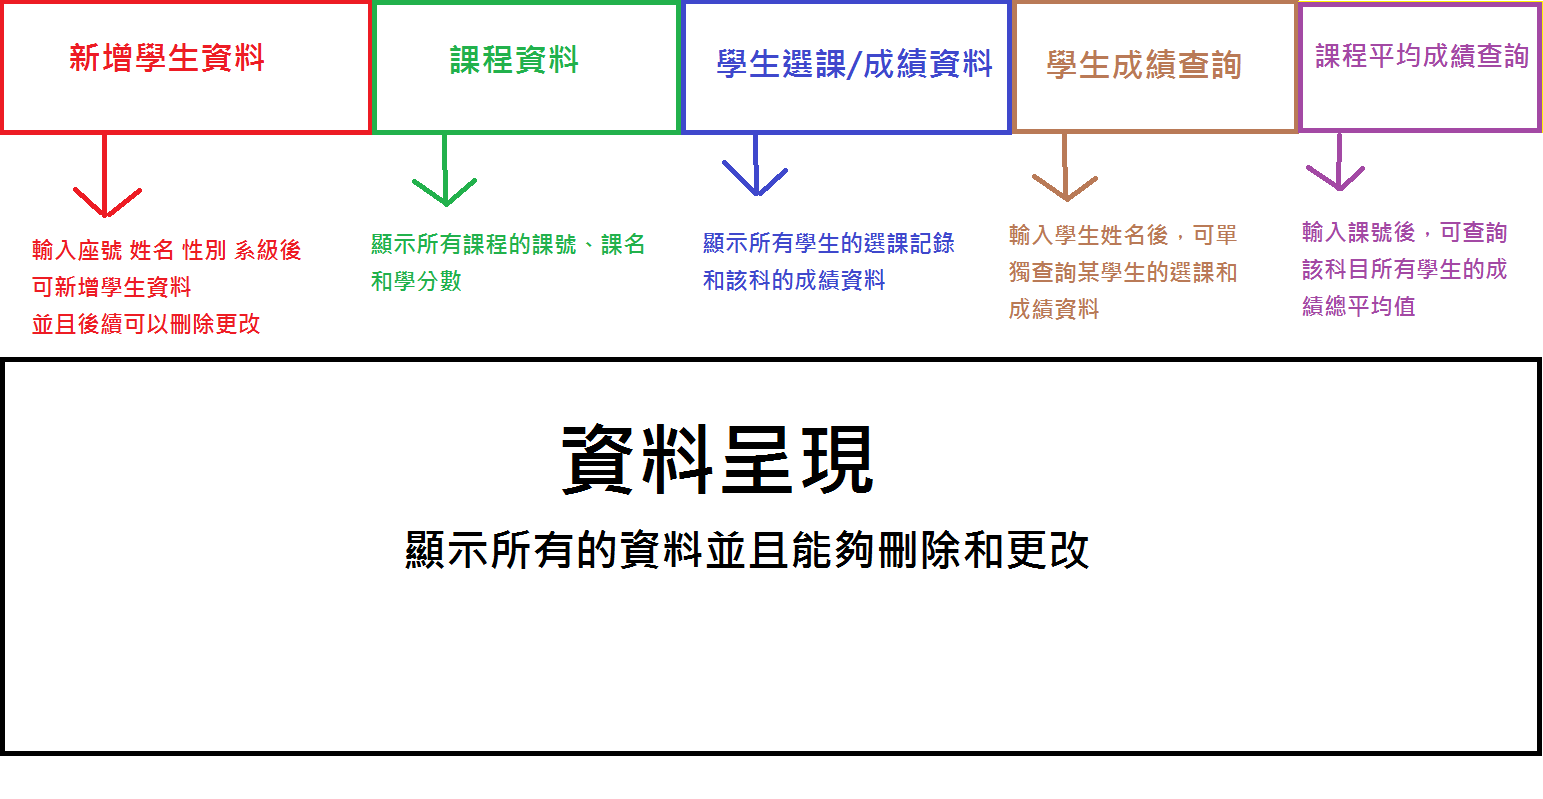 新增學生資料
課程資料
學生選課/成績資料
學生成績查詢
課程平均成績查詢
輸入座號 姓名 性別 系級後
可新增學生資料
並且後續可以刪除更改
顯示所有課程的課號、課名
和學分數
顯示所有學生的選課記錄
和該科的成績資料
輸入學生姓名後，可單
獨查詢某學生的選課和
成績資料
輸入課號後，可查詢
該科目所有學生的成
績總平均值
資料呈現
顯示所有的資料並且能夠刪除和更改